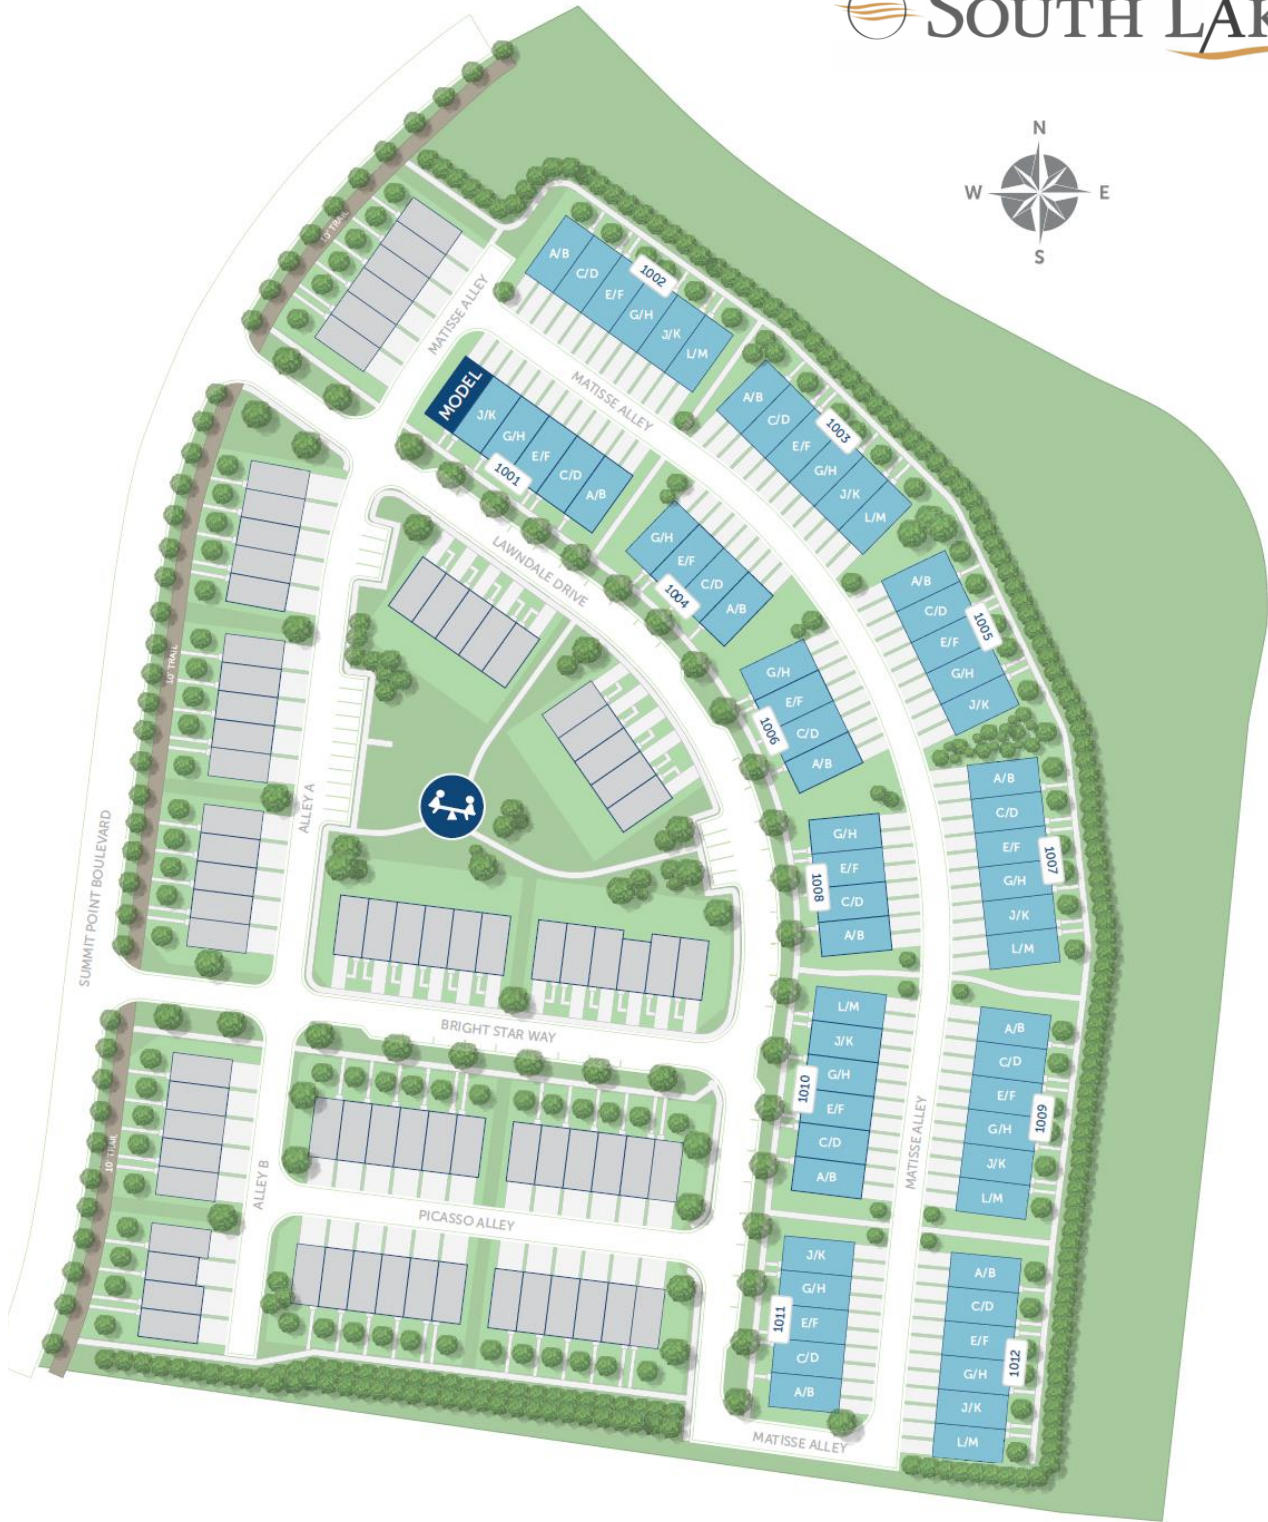 SOUTH LAK
N
W E
S
10' TRAIL
MATISSE ALLEY
A/B
C/D
E/F
G/H
J/K
L/M
1002
MODEL
J/K
G/H
E/F
C/D
A/B
1001
MATISSE ALLEY
A/B
C/D
E/F
G/H
J/K
L/M
1003
LAWNDALE DRIVE
G/H
E/F
C/D
A/B
1004
A/B
C/D
E/F
G/H
J/K
1005
10' TRAIL
G/H
E/F
C/D
A/B
1006
A/B
C/D
E/F
G/H
J/K
L/M
1007
SUMMIT POINT BOULEVARD
ALLEY A
G/H
E/F
C/D
A/B
1008
BRIGHT STAR WAY
L/M
J/K
G/H
E/F
C/D
A/B
1010
MATISSE ALLEY
A/B
C/D
E/F
G/H
J/K
L/M
1009
10' TRAIL
ALLEY B
PICASSO ALLEY
J/K
G/H
E/F
C/D
A/B
1011
A/B
C/D
E/F
G/H
J/K
L/M
1012
MATISSE ALLEY